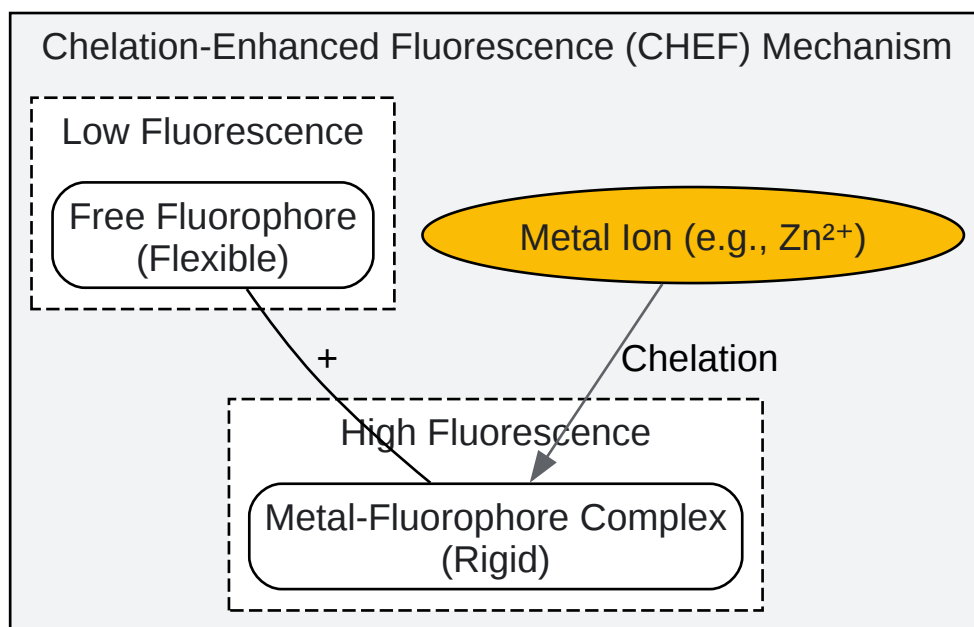 Chelation-Enhanced Fluorescence (CHEF) Mechanism
Low Fluorescence
Free Fluorophore
(Flexible)
Metal Ion (e.g., Zn²⁺)
+
Chelation
High Fluorescence
Metal-Fluorophore Complex
(Rigid)